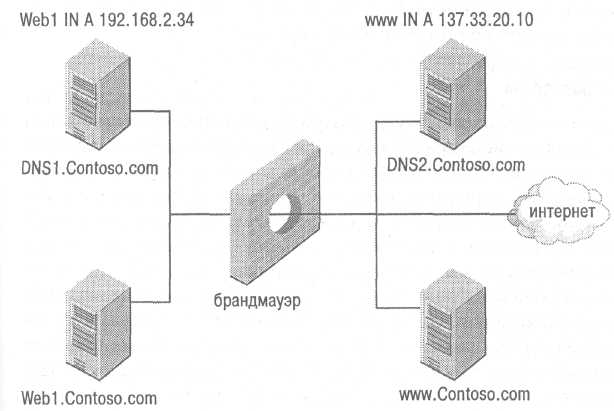 Web1 IN A 192.168.2.34
www IN A 137.33.20.10
DNS1.Contoso.com
DNS2.Contoso.com
интернет
брандмауэр
Web1.Contoso.com
www.Contoso.com